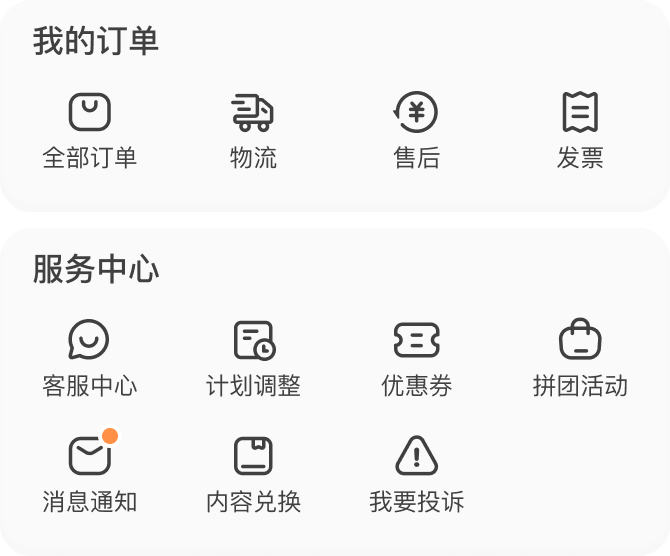 我的订单
全部订单 物流 售后 发票
服务中心
客服中心 计划调整 优惠券 拼团活动
消息通知 内容兑换 我要投诉